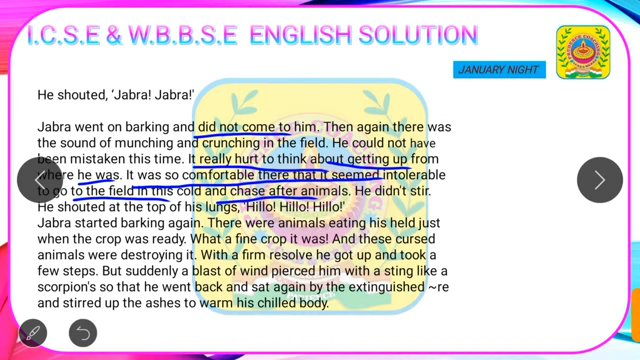 I.C.S.E & W.B.B.S.E ENGLISH SOLUTION
JANUARY NIGHT
He shouted, ‘Jabra! Jabra!'
Jabra went on barking and did not come to him. Then again there was
the sound of munching and crunching in the field. He could not have
been mistaken this time. It really hurt to think about getting up from
where he was. It was so comfortable there that it seemed intolerable
to go to the field in this cold and chase after animals. He didn't stir.
He shouted at the top of his lungs, 'Hillo! Hillo! Hillo!'
Jabra started barking again. There were animals eating his held just
when the crop was ready. What a fine crop it was! And these cursed
animals were destroying it. With a firm resolve he got up and took a
few steps. But suddenly a blast of wind pierced him with a sting like a
scorpion's so that he went back and sat again by the extinguished ~re
and stirred up the ashes to warm his chilled body.